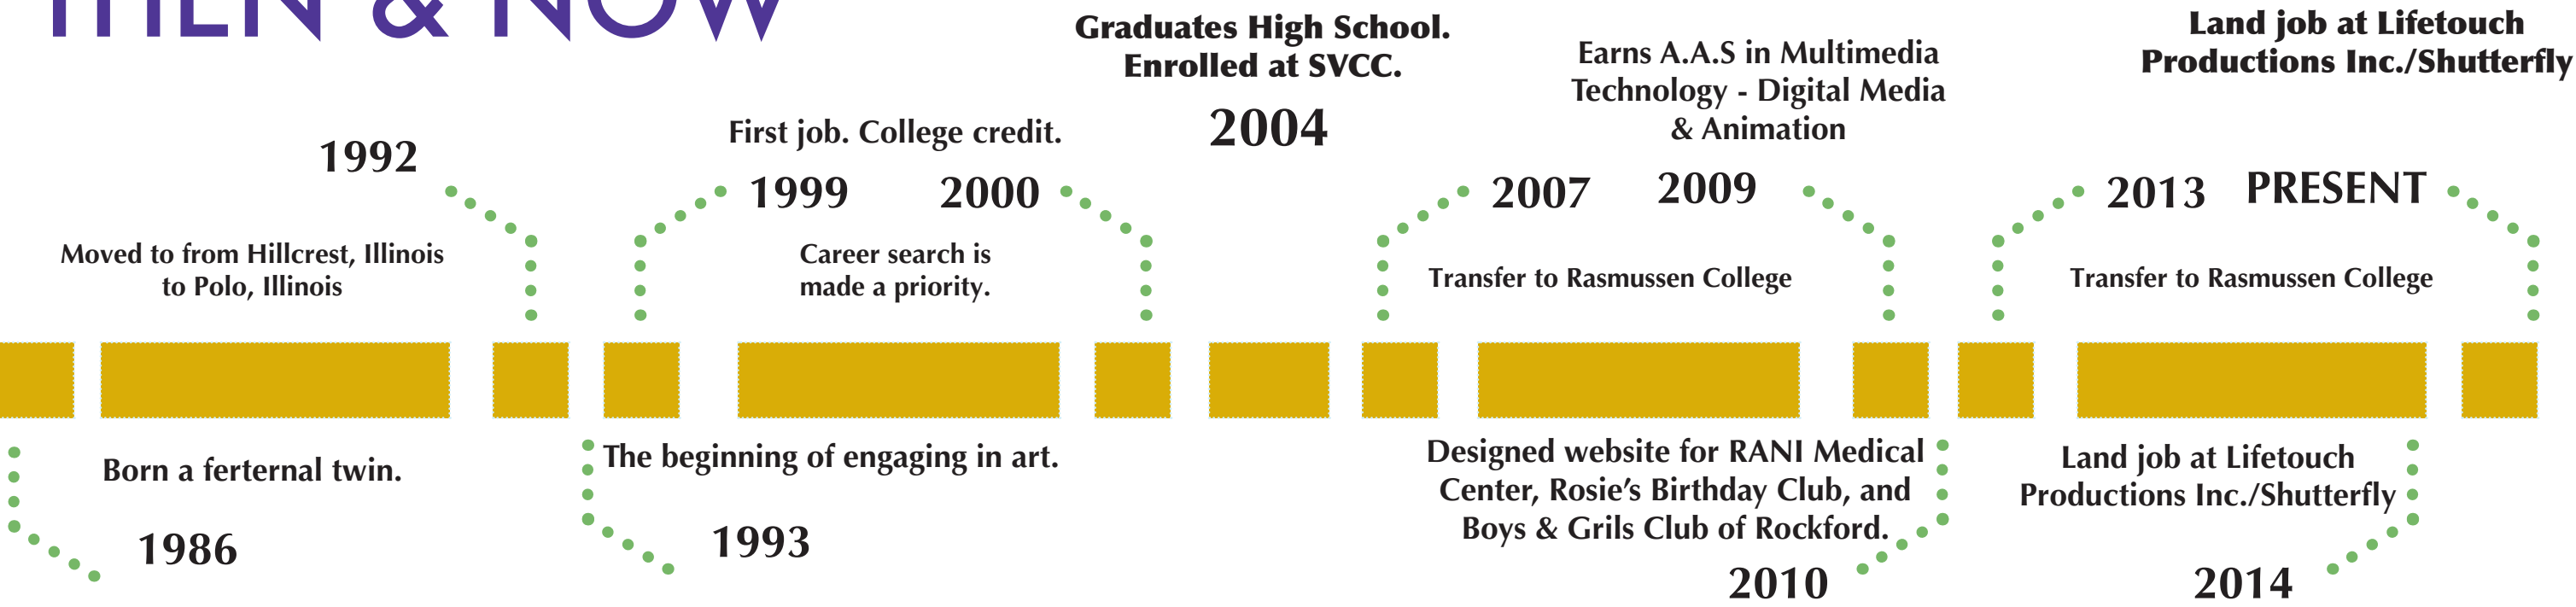 THEN & NOW
1992
Moved to from Hillcrest, Illinois
to Polo, Illinois
Born a ferternal twin.
1986
First job. College credit.
1999
2000
Career search is
made a priority.
The beginning of engaging in art.
1993
Graduates High School.
Enrolled at SVCC.
2004
Earns A.A.S in Multimedia
Technology - Digital Media
& Animation
2007
2009
Transfer to Rasmussen College
Designed website for RANI Medical
Center, Rosie’s Birthday Club, and
Boys & Grils Club of Rockford.
2010
Land job at Lifetouch
Productions Inc./Shutterfly
2013
PRESENT
Transfer to Rasmussen College
Land job at Lifetouch
Productions Inc./Shutterfly
2014